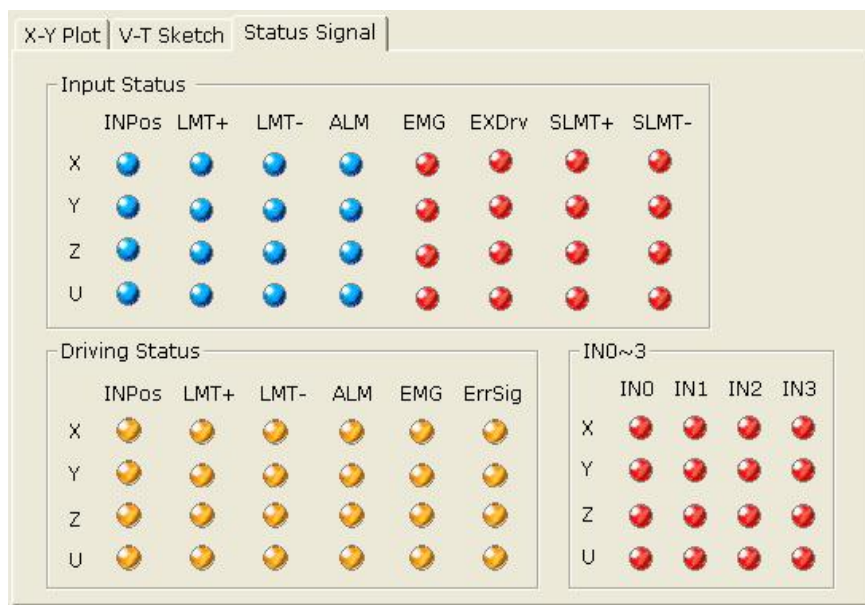 X-Y Plot V-T Sketch Status Signal
Input Status
INPos LMT+ LMT- ALM EMG EXDrv SLMT+ SLMT-
X
Y
Z
U
Driving Status
INPos LMT+ LMT- ALM EMG ErrSig
X
Y
Z
U
IN0~3
IN0 IN1 IN2 IN3
X
Y
Z
U